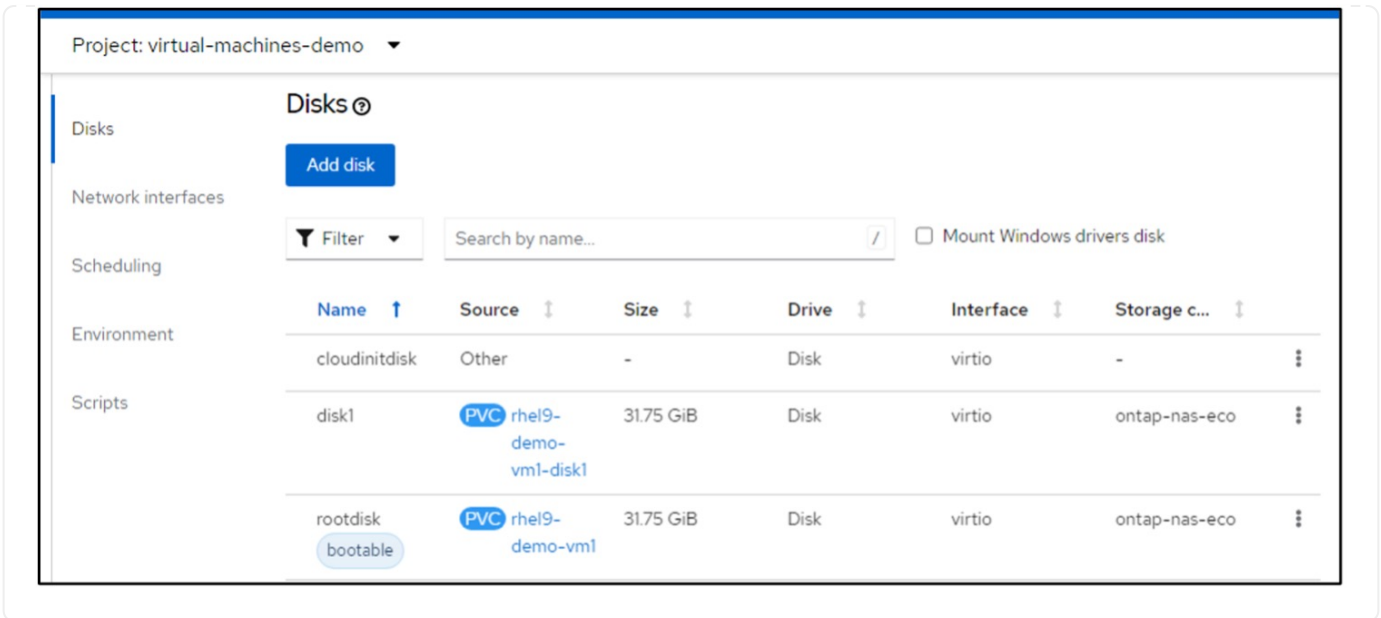 Project: virtual-machines-demo
Disks
Network interfaces
Scheduling
Environment
Scripts
Disks
Add disk
Filter
Search by name...
/
Mount Windows drivers disk
Name Source Size Drive Interface Storage c...
cloudinitdisk Other - Disk virtio -
disk1 PVC rhel9- 31.75 GiB Disk virtio ontap-nas-eco
demo-
vm1-disk1
rootdisk PVC rhel9- 31.75 GiB Disk virtio ontap-nas-eco
bootable demo-vm1